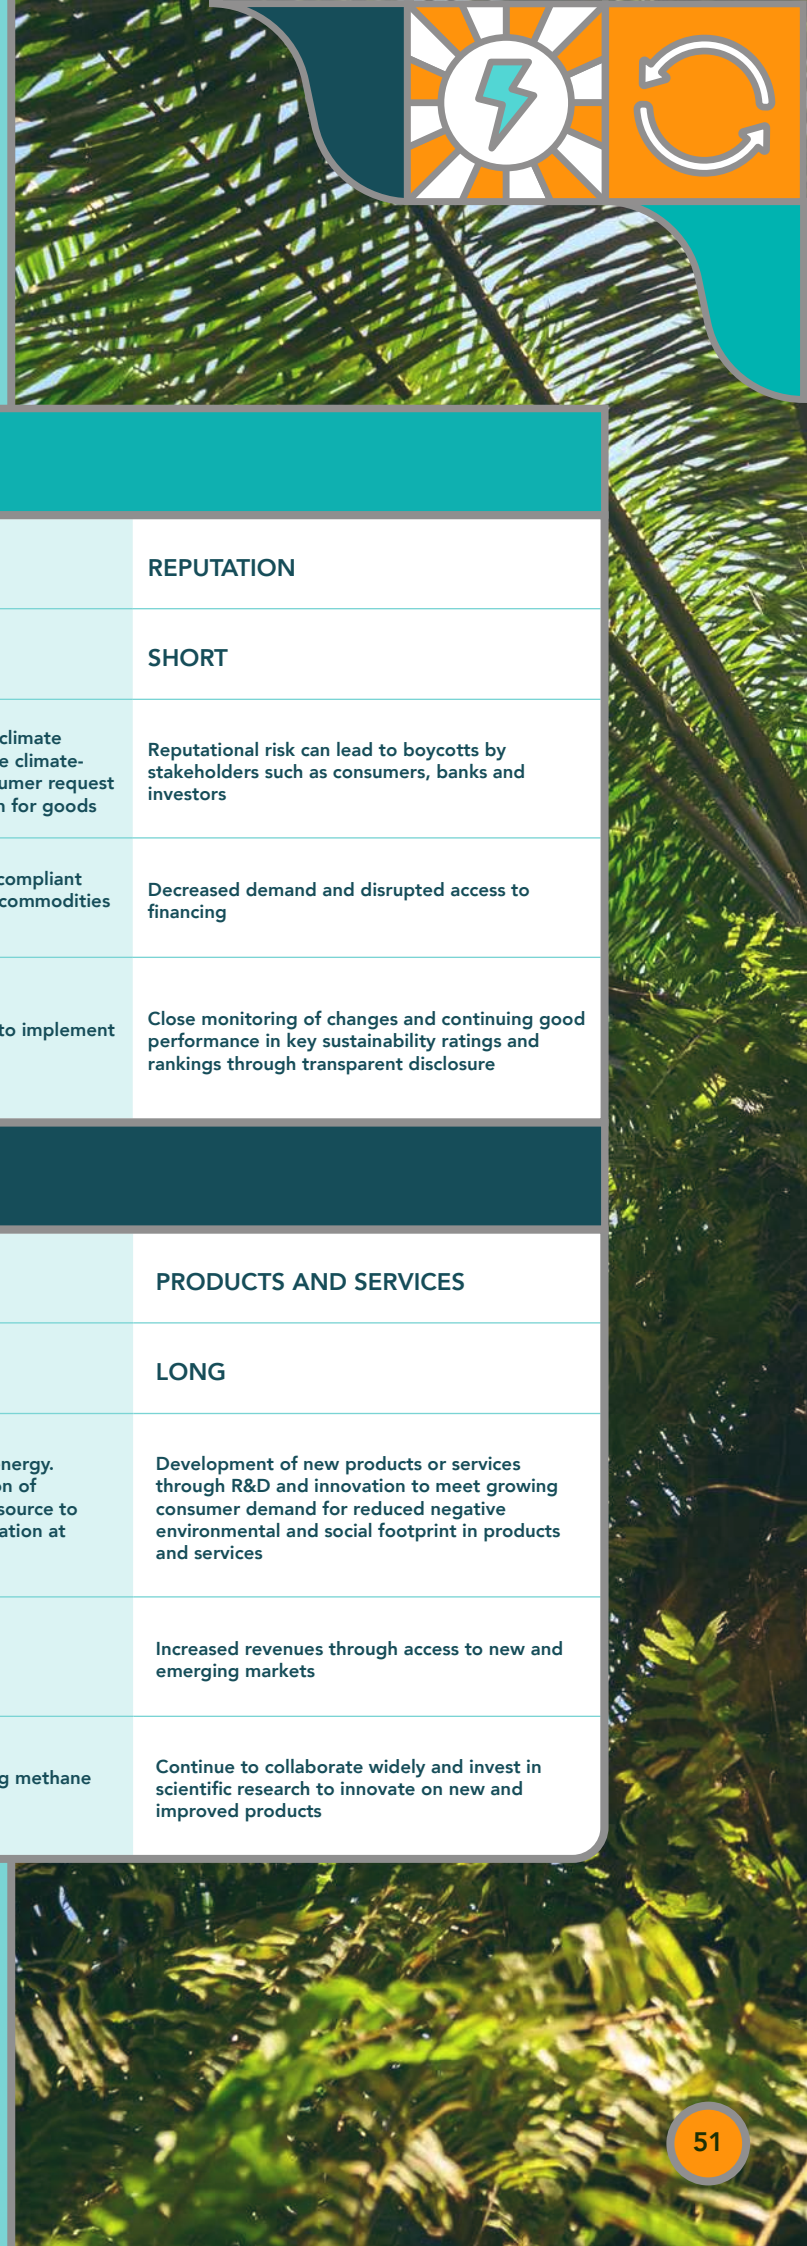 REPUTATION
SHORT
climate
climate-
request
for goods
Reputational risk can lead to boycotts by
stakeholders such as consumers, banks and
investors
compliant
commodities
Decreased demand and disrupted access to
financing
to implement
Close monitoring of changes and continuing good
performance in key sustainability ratings and
rankings through transparent disclosure
PRODUCTS AND SERVICES
LONG
of
source to
at
Development of new products or services
through R&D and innovation to meet growing
consumer demand for reduced negative
environmental and social footprint in products
and services
Increased revenues through access to new and
emerging markets
methane
Continue to collaborate widely and invest in
scientific research to innovate on new and
improved products
51